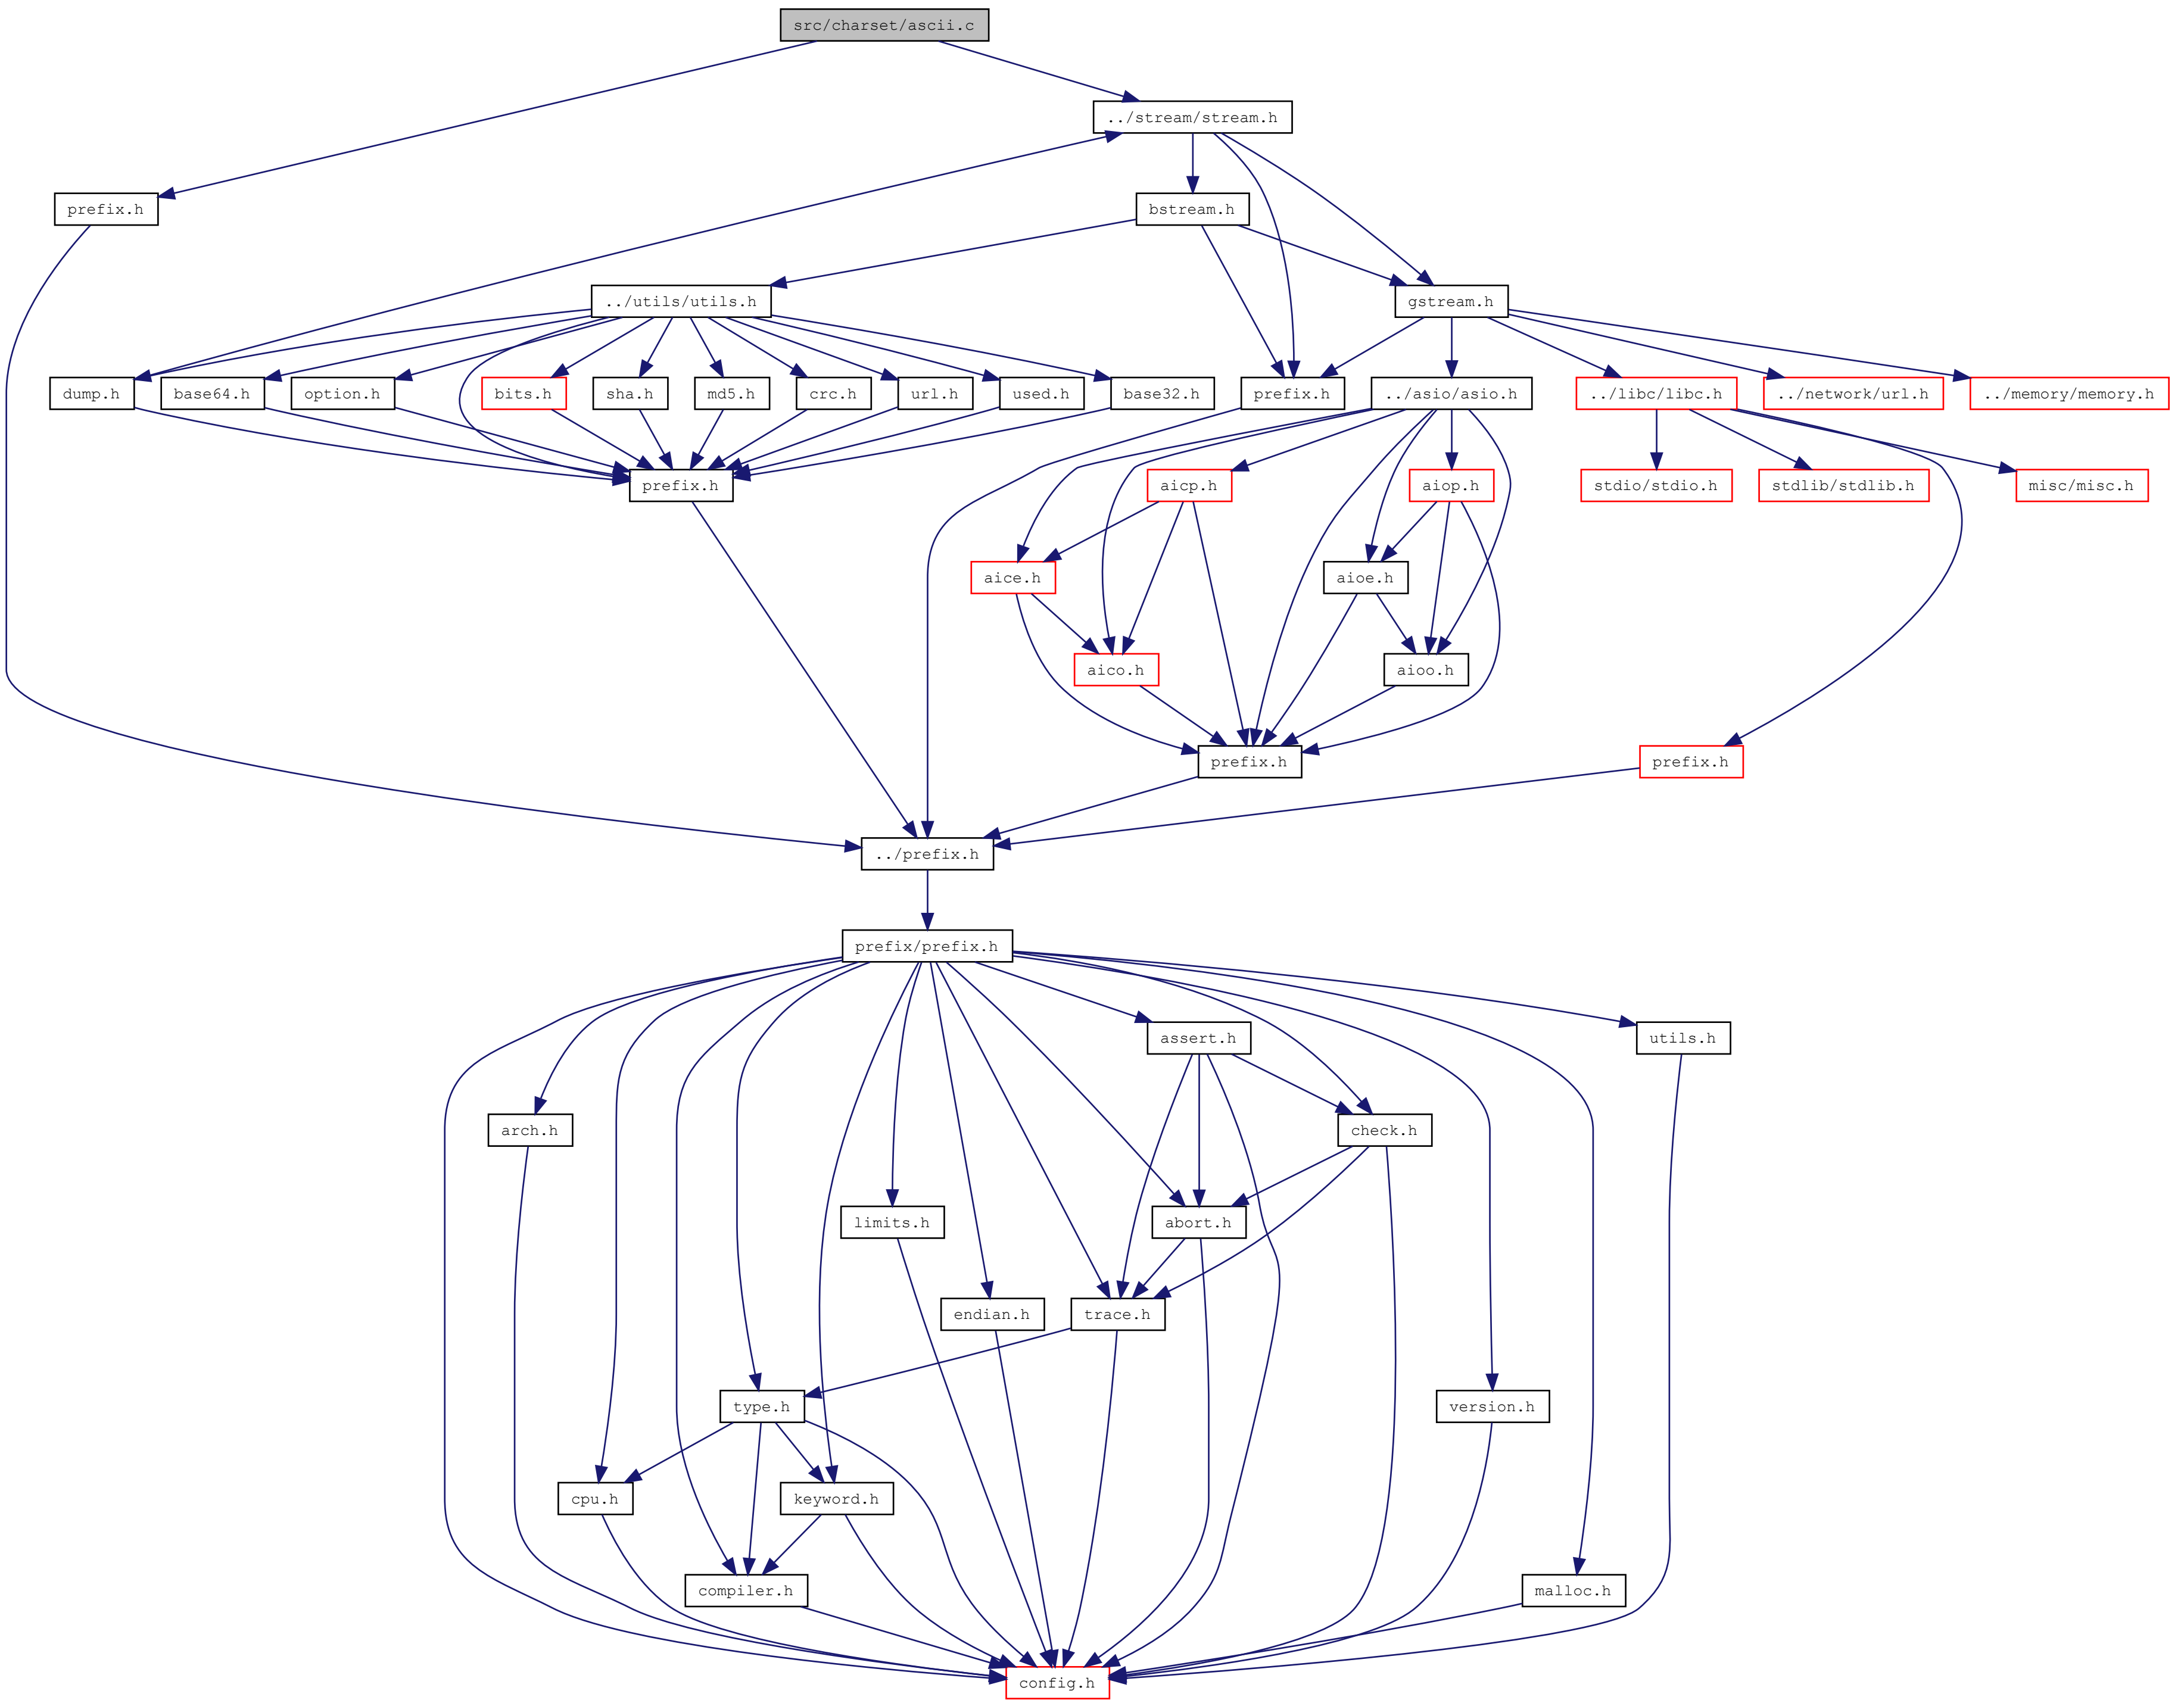 src/charset/ascii.c
../stream/stream.h
prefix.h
bstream.h
../utils/utils.h
gstream.h
dump.h
base64.h
option.h
bits.h
sha.h
md5.h
crc.h
url.h
used.h
base32.h
prefix.h
../asio/asio.h
../libc/libc.h
../network/url.h
../memory/memory.h
prefix.h
aicp.h
aiop.h
stdio/stdio.h
stdlib/stdlib.h
misc/misc.h
aice.h
aioe.h
aico.h
aioo.h
prefix.h
prefix.h
../prefix.h
prefix/prefix.h
assert.h
utils.h
arch.h
check.h
limits.h
abort.h
endian.h
trace.h
type.h
version.h
cpu.h
keyword.h
compiler.h
malloc.h
config.h